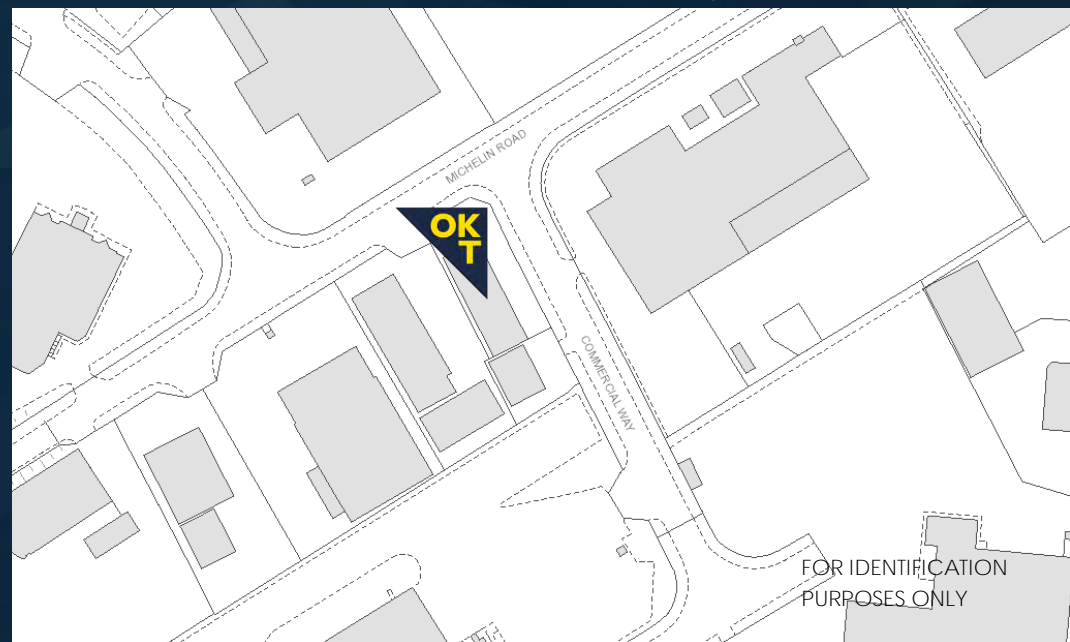 MICHELIN ROAD
OK
T
COMMERCIAL WAY
FOR IDENTIFICATION
PURPOSES ONLY